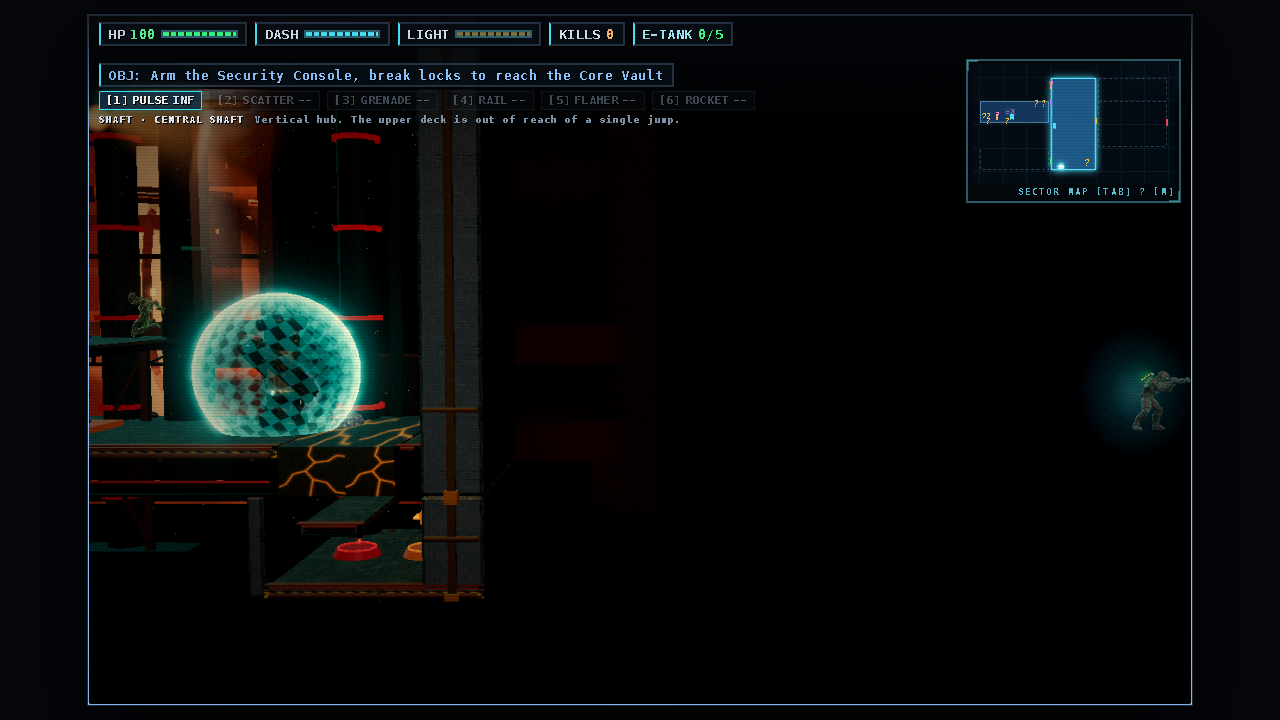 HP 100 DASH LIGHT KILLS 0 E-TANK 0/5
OBJ: Arm the Security Console, break locks to reach the Core Vault
[1] PULSE INF [2] SCATTER -- [3] GRENADE -- [4] RAIL -- [5] FLAMER -- [6] ROCKET --
SHAFT · CENTRAL SHAFT Vertical hub. The upper deck is out of reach of a single jump.
? ?
??
?
?
SECTOR MAP [TAB] ? [M]